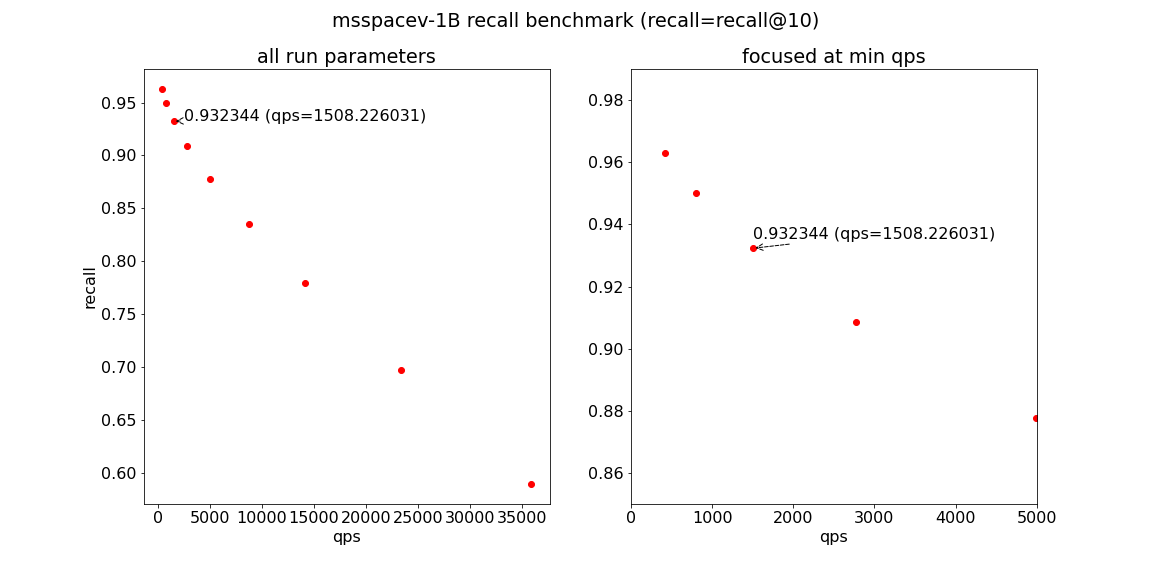 msspacev-1B recall benchmark (recall=recall@10)
all run parameters
0.95
0.90
0.85
0.80
0.75
0.70
0.65
0.60
recall
0.932344 (qps=1508.226031)
0 5000 10000 15000 20000 25000 30000 35000
qps
focused at min qps
0.98
0.96
0.94
0.92
0.90
0.88
0.86
0.932344 (qps=1508.226031)
0 1000 2000 3000 4000 5000
qps